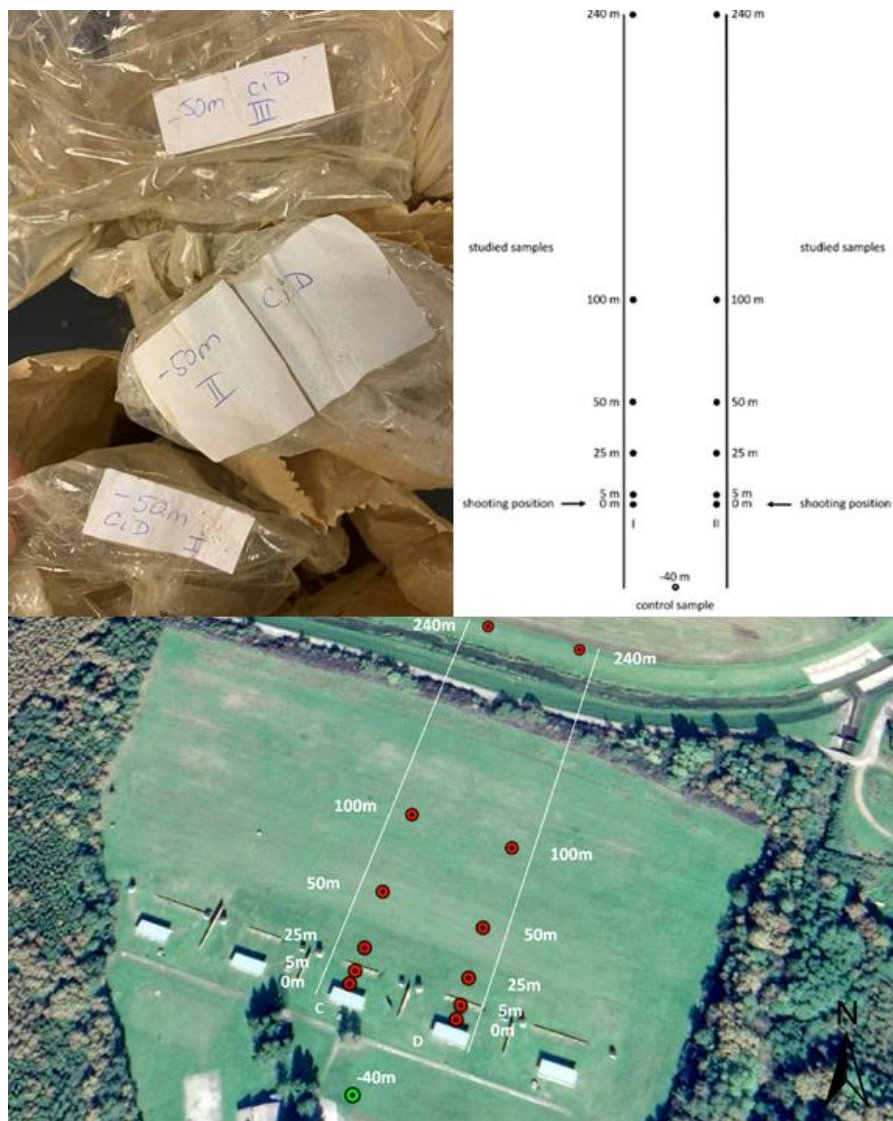 -50m CiD
III
CiD
-50m
II
-50m
CiD I
240 m 240 m
studied samples studied samples
100 m 100 m
50 m 50 m
25 m 25 m
5 m 5 m
shooting position 0 m 0 m shooting position
I II
-40 m
control sample
240m
240m
100m
100m
50m
50m
25m
25m
5m
5m
0m
0m
C
D
-40m
N